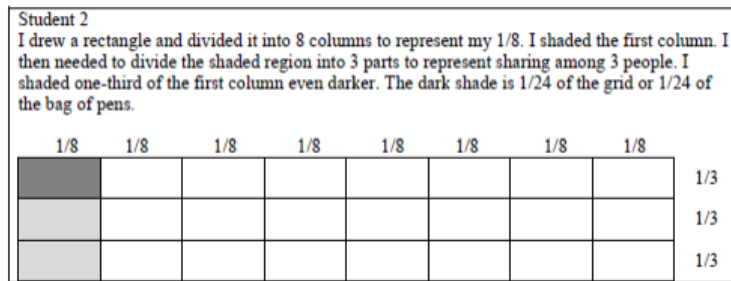 Student 2
I drew a rectangle and divided it into 8 columns to represent my 1/8. I shaded the first column. I
then needed to divide the shaded region into 3 parts to represent sharing among 3 people. I
shaded one-third of the first column even darker. The dark shade is 1/24 of the grid or 1/24 of
the bag of pens.
1/8 1/8 1/8 1/8 1/8 1/8 1/8 1/8
1/3
1/3
1/3